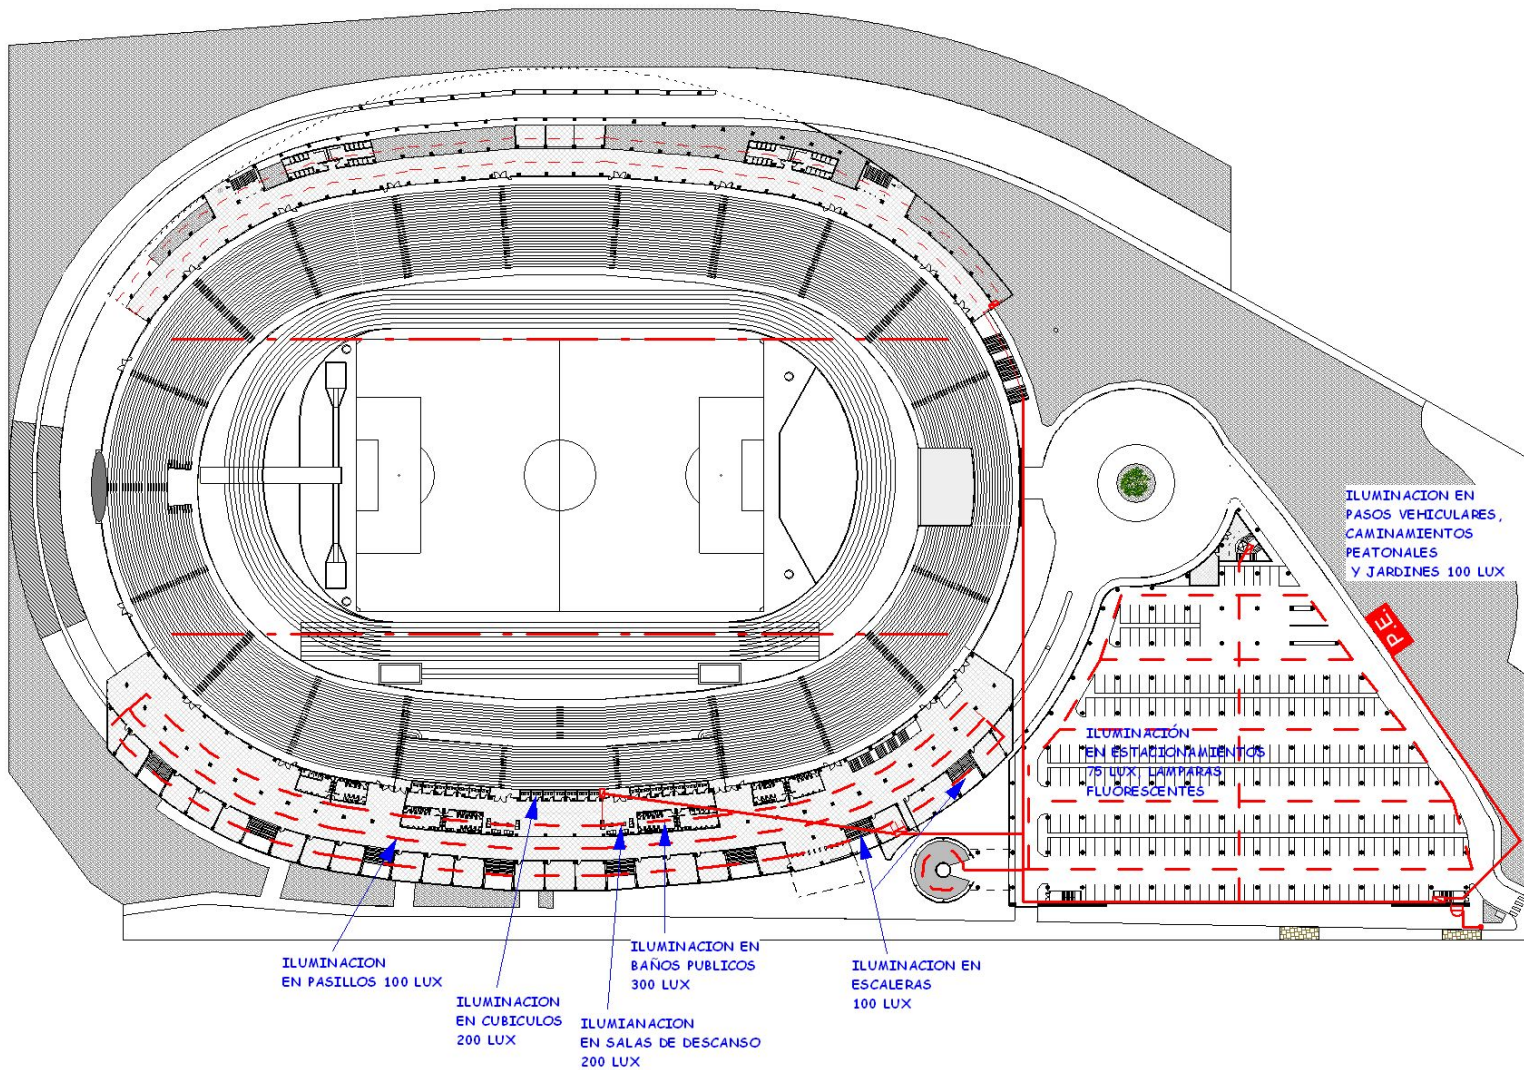 ILUMINACION EN
PASOS VEHICULARES,
CAMINAMIENTOS
PEATONALES
Y JARDINES 100 LUX
P.E.
ILUMINACIÓN
EN ESTACIONAMIENTOS
75 LUX, LAMPARAS
FLUORESCENTES
ILUMINACION
EN PASILLOS 100 LUX
ILUMINACION
EN CUBICULOS
200 LUX
ILUMIANACION
EN SALAS DE DESCANSO
200 LUX
ILUMINACION EN
BAÑOS PUBLICOS
300 LUX
ILUMINACION EN
ESCALERAS
100 LUX